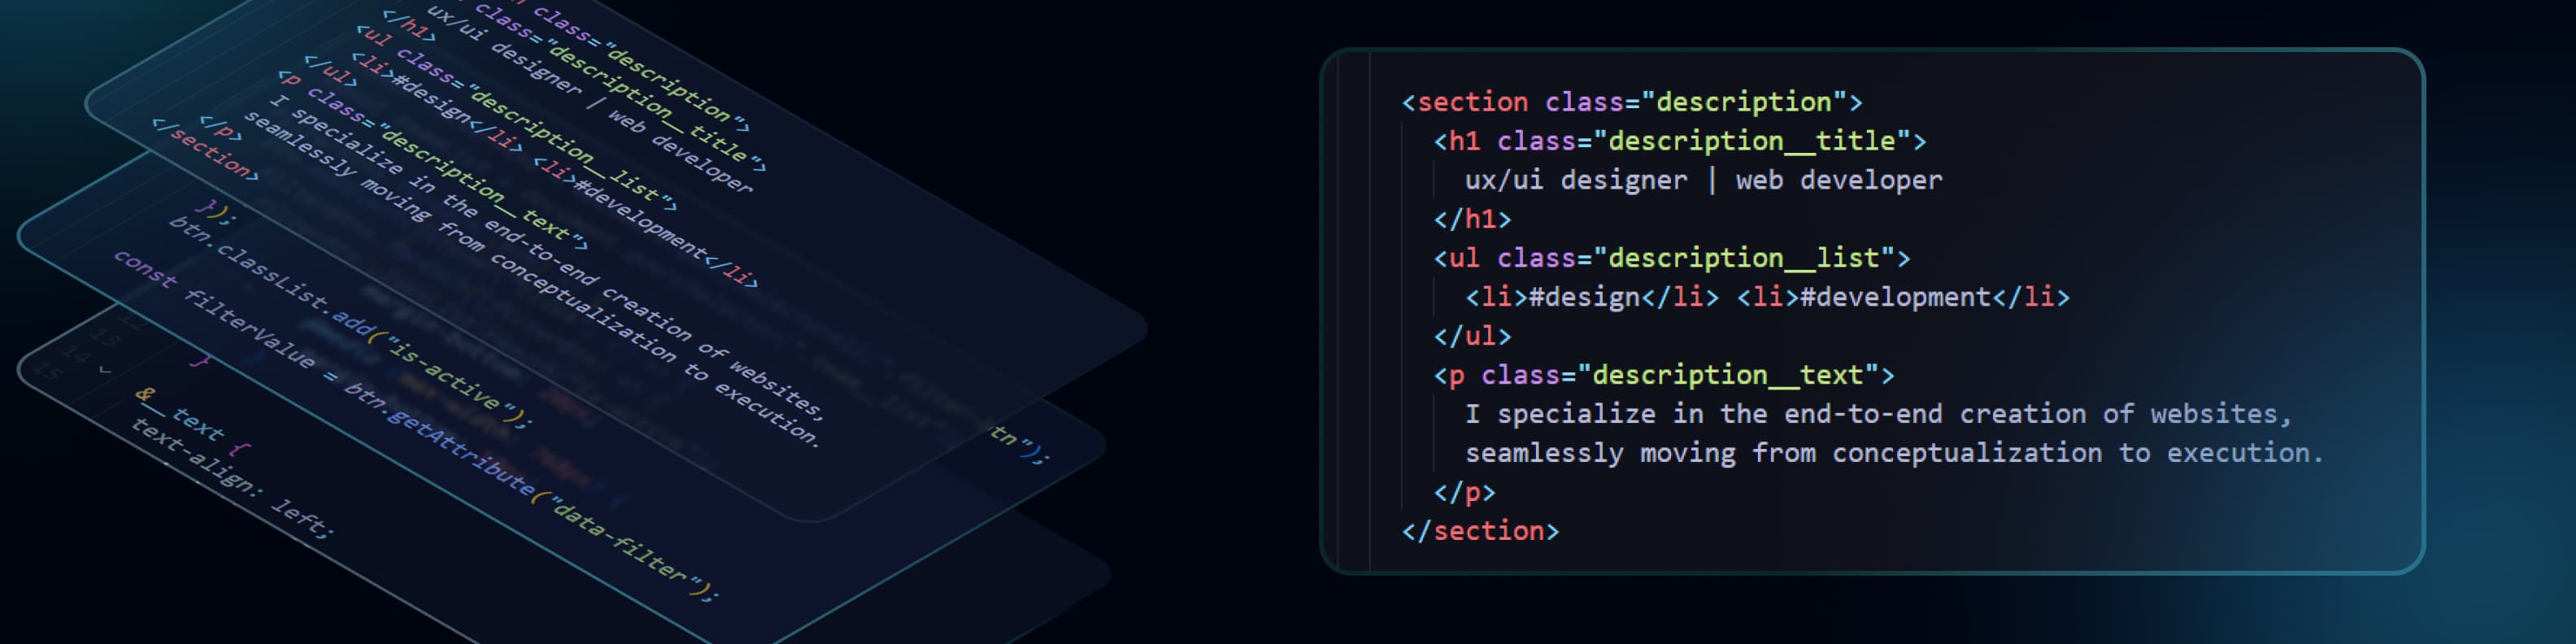 class="description">
class="description__title">
ux/ui designer | web developer
</h1>
<ul class="description__list">
<li>#design</li> <li>#development</li>
</ul>
<p class="description__text">
I specialize in the end-to-end creation of websites,
seamlessly moving from conceptualization to execution.
</p>
</section>
});
btn.classList.add("is-active");
const filterValue = btn.getAttribute("data-filter");
tn");
12
13
14
15
}
&__text {
text-align: left;
<section class="description">
<h1 class="description__title">
ux/ui designer | web developer
</h1>
<ul class="description__list">
<li>#design</li> <li>#development</li>
</ul>
<p class="description__text">
I specialize in the end-to-end creation of websites,
seamlessly moving from conceptualization to execution.
</p>
</section>